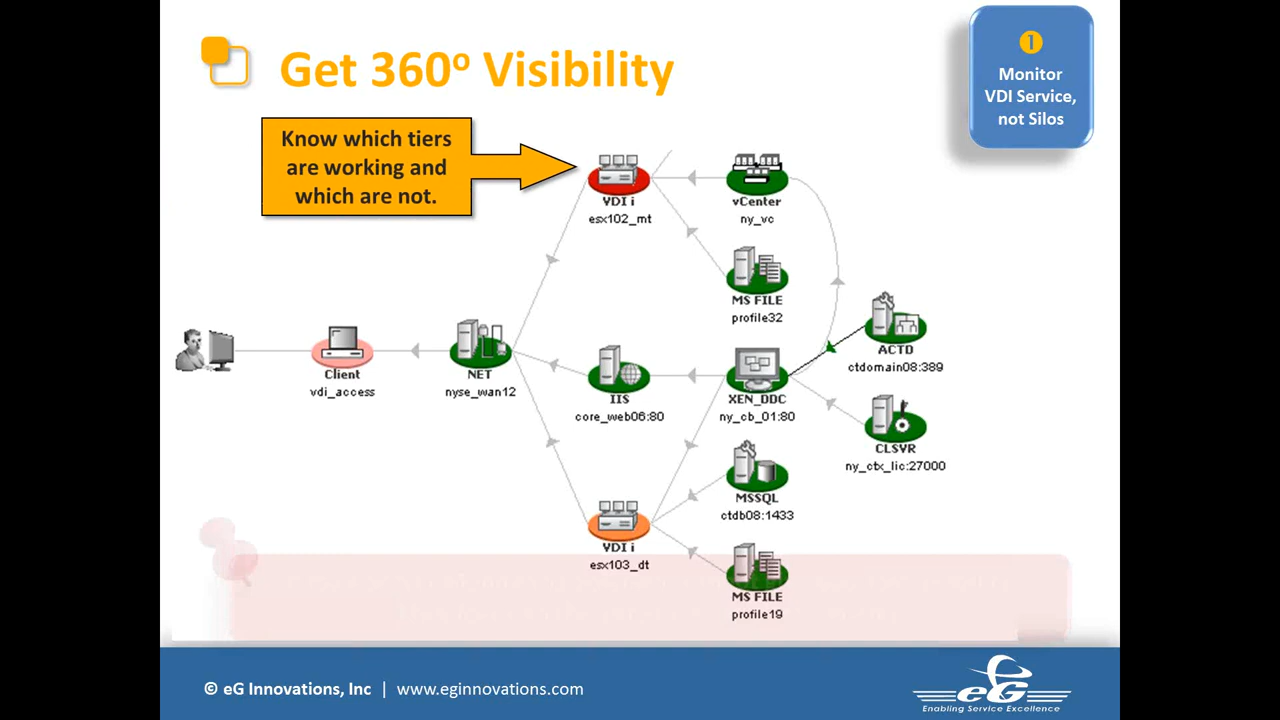 Get 360º Visibility
1
Monitor
VDI Service,
not Silos
Know which tiers
are working and
which are not.
VDI i
esx102_mt
vCenter
ny_vc
MS FILE
profile32
ACTD
ctdomain08:389
Client
vdi_access
NET
nyse_wan12
IIS
core_web06:80
XEN_DDC
ny_cb_01:80
CLSVR
ny_ctx_lic:27000
MSSQL
ctdb08:1433
VDI i
esx103_dt
MS FILE
profile19
© eG Innovations, Inc | www.eginnovations.com
eG
Enabling Service Excellence